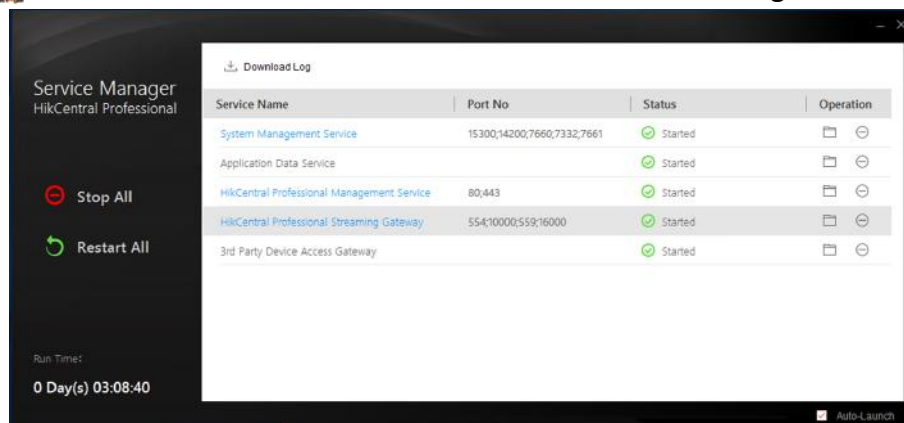 Service Manager
HikCentral Professional
Stop All
Restart All
Run Time:
0 Day(s) 03:08:40
Download Log
Service Name Port No Status Operation
System Management Service 15300;14200;7660;7332;7661 Started
Application Data Service Started
HikCentral Professional Management Service 80;443 Started
HikCentral Professional Streaming Gateway 554;10000;559;16000 Started
3rd Party Device Access Gateway Started
Auto-Launch